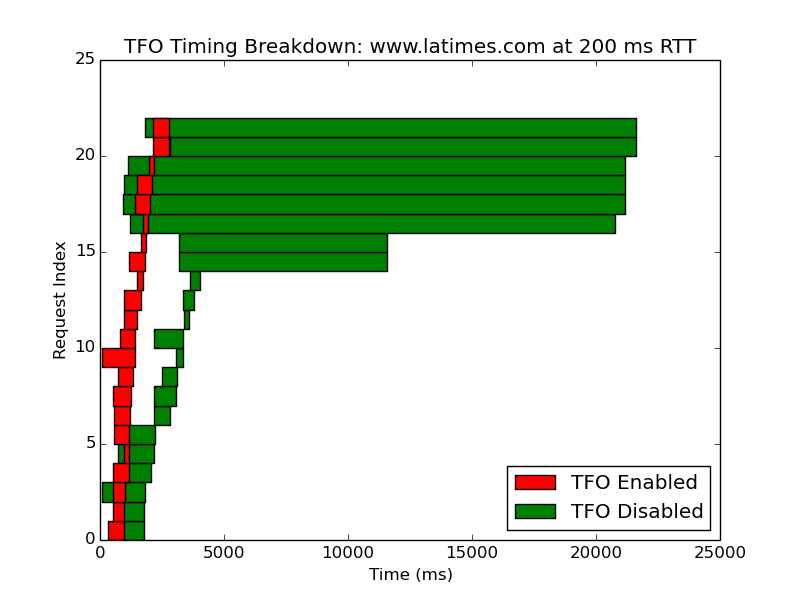 TFO Timing Breakdown: www.latimes.com at 200 ms RTT
25
20
15
10
5
0
Request Index
0 5000 10000 15000 20000 25000
Time (ms)
TFO Enabled
TFO Disabled